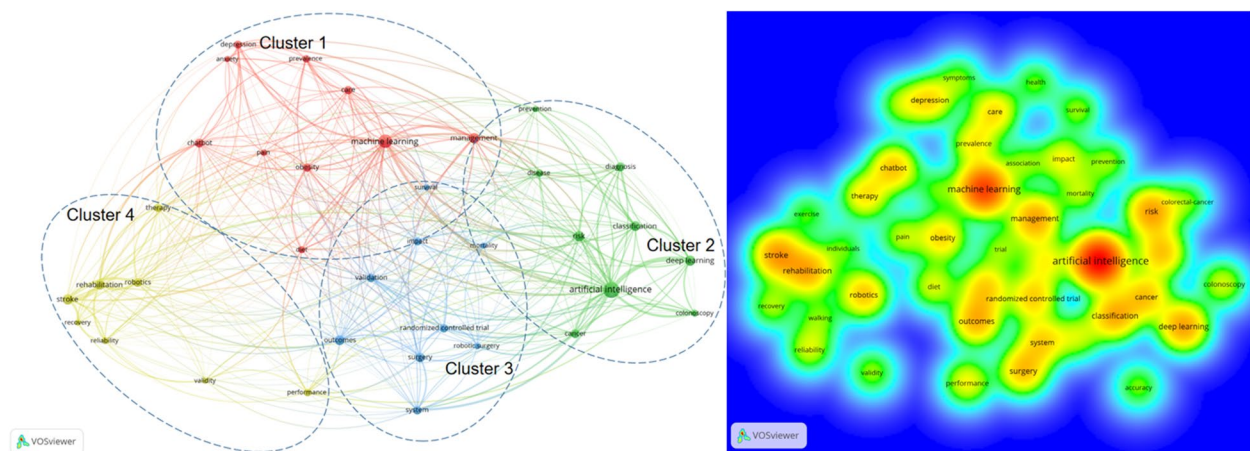 Cluster 1
depression
anxiety
prevalence
care
chatbot
pain
machine learning
management
obesity
survival
diet
prevention
disease
diagnosis
classification
risk
Cluster 2
deep learning
artificial intelligence
colonoscopy
cancer
Cluster 4
therapy
rehabilitation
robotics
stroke
recovery
reliability
validity
performance
impact
mortality
validation
randomized controlled trial
outcomes
robotic surgery
surgery
Cluster 3
system
VOSviewer
symptoms
health
depression
care
survival
prevalence
association
impact
prevention
chatbot
therapy
machine learning
mortality
colorectal-cancer
risk
exercise
management
pain
obesity
individuals
trial
stroke
rehabilitation
artificial intelligence
robotics
diet
recovery
walking
randomized controlled trial
cancer
colonoscopy
outcomes
classification
deep learning
reliability
system
surgery
validity
performance
accuracy
VOSviewer